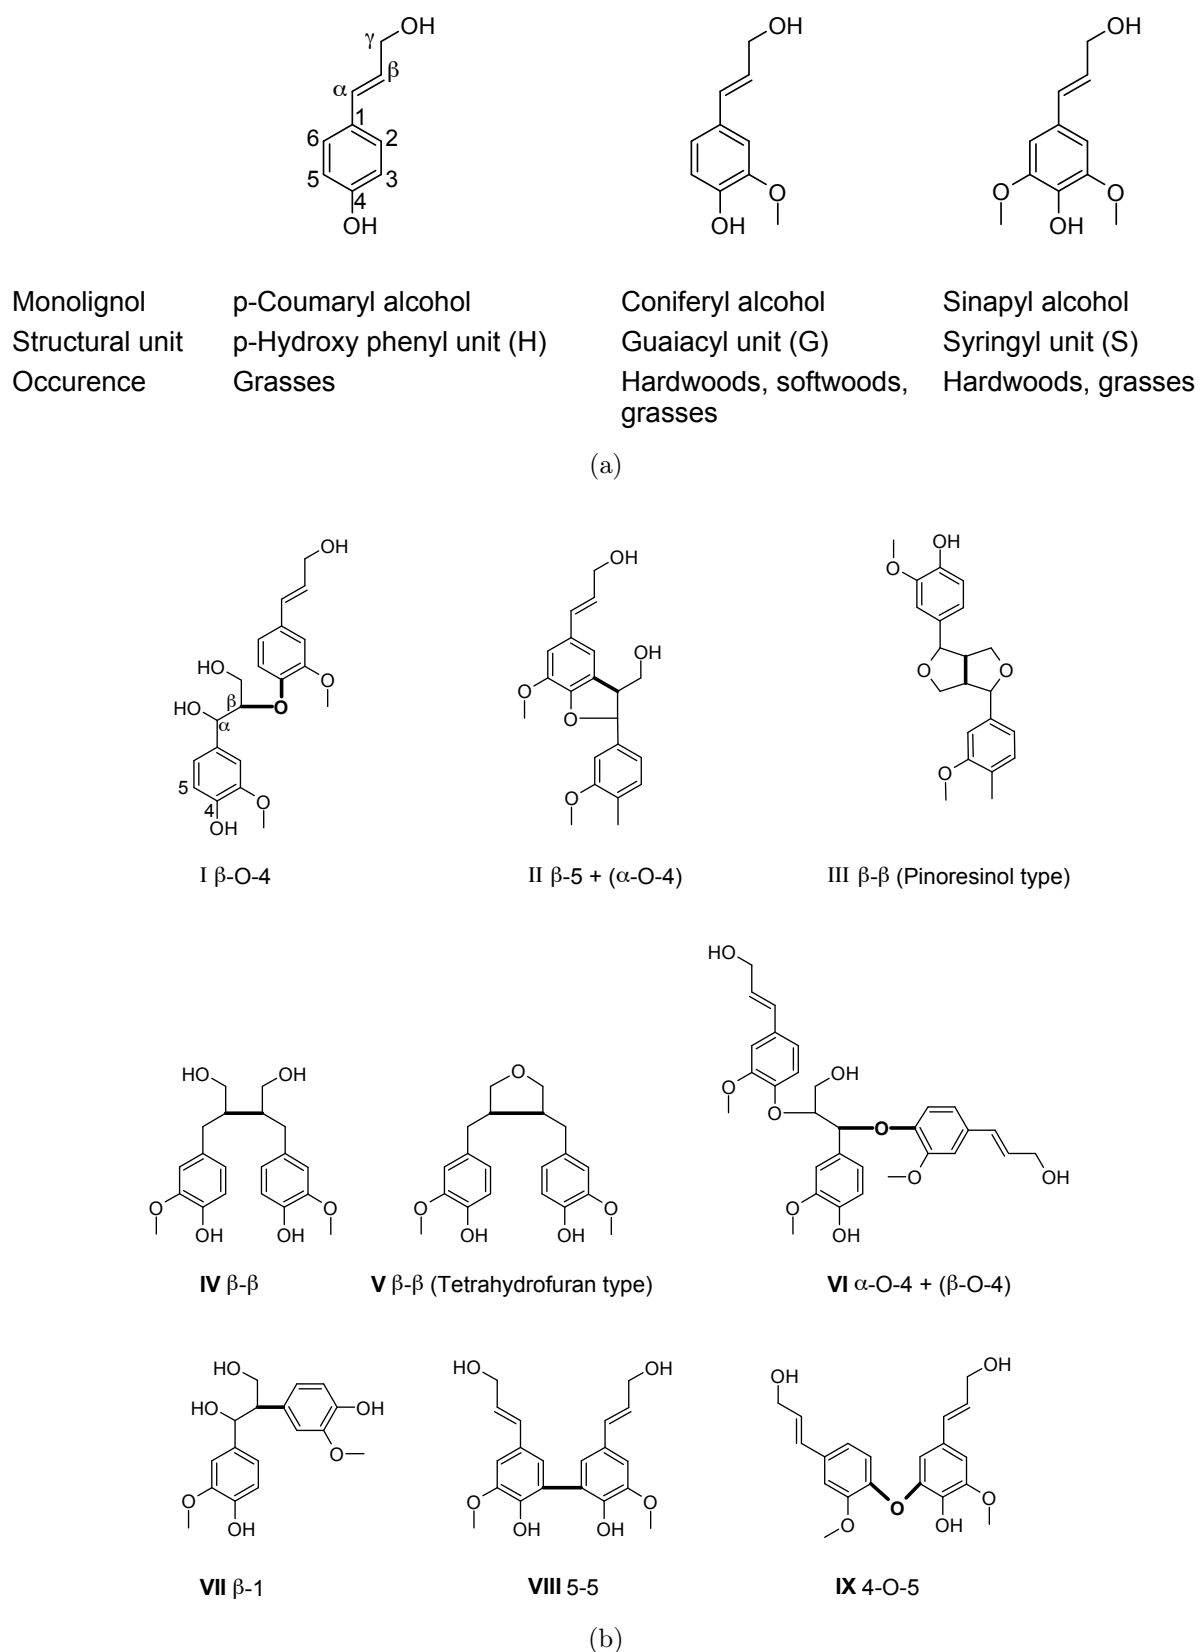 OH
γ
β
α
1
6
2
5
3
4
OH
OH
O
OH
OH
O
O
OH
Monolignol p-Coumaryl alcohol Coniferyl alcohol Sinapyl alcohol
Structural unit p-Hydroxy phenyl unit (H) Guaiacyl unit (G) Syringyl unit (S)
Occurence Grasses Hardwoods, softwoods, Hardwoods, grasses
grasses
(a)
OH
HO
O
β
HO
O
α
5
O
4
OH
OH
OH
O
O
O
OH
O
O
O
O
I β-O-4 II β-5 + (α-O-4) III β-β (Pinoresinol type)
HO
OH
O
HO
O
OH
O
O
O
O
O
OH
OH
O
OH
OH
O
O
OH
OH
IV β-β V β-β (Tetrahydrofuran type) VI α-O-4 + (β-O-4)
HO
HO
OH
O
O
OH
HO
OH
O
O
OH
OH
OH
OH
O
O
O
OH
VII β-1 VIII 5-5 IX 4-O-5
(b)